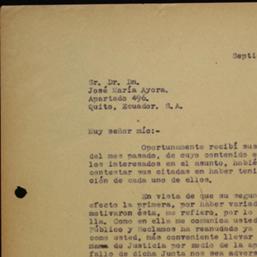 Septi
Sr. Dr. Dn.
José María Ayora.
Apartado 496.
Quito, Ecuador, S.A.
Muy señor mío:-
Oportunamente recibí sus
del mes pasado, de cuyo contenido e
los interesados en el asunto, habié
contestar sus citadas en haber teni
ción de cada uno de ellos.
En vista de que su segun
efecto la primera, por haber variad
motivaron ésta, me refiero, por lo
lla. Como en ella me comunica usted
Público y Reclamos ha reanudado ya
como usted, más conveniente llevar
mema de Justicia por medio de la ap
fallo de dicha Junta nos sea advers